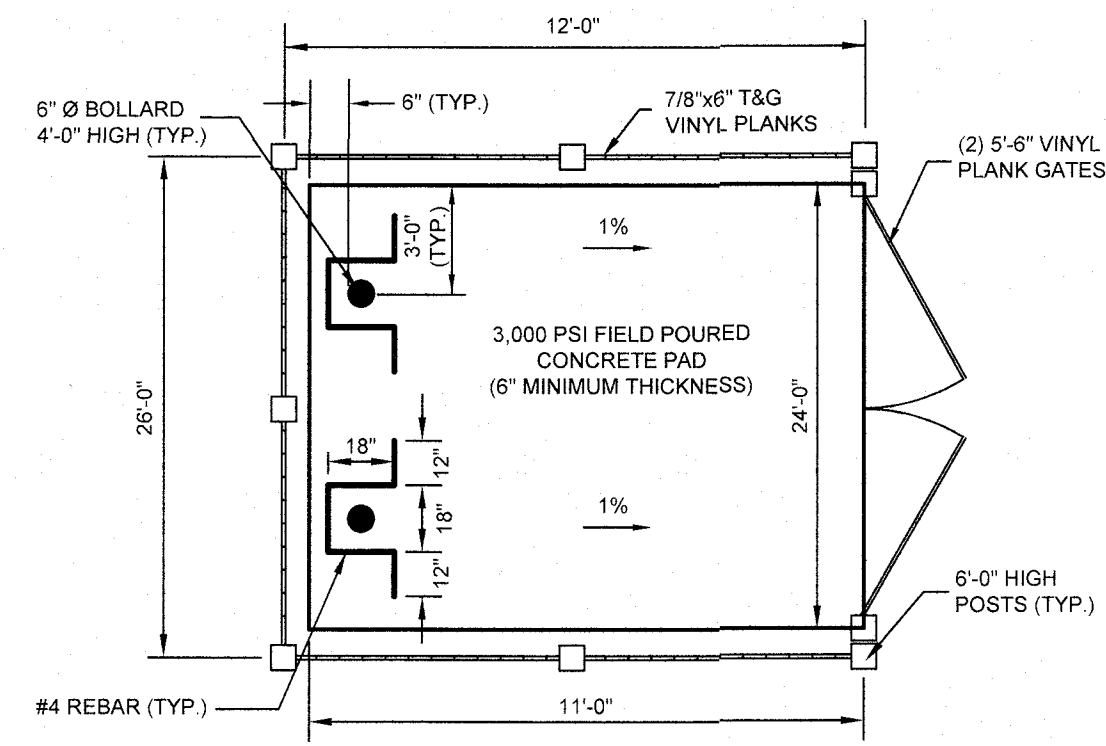 12'-0"
6" Ø BOLLARD
4'-0" HIGH (TYP.)
6" (TYP.)
7/8"x6" T&G
VINYL PLANKS
(2) 5'-6" VINYL
PLANK GATES
3'-0"
(TYP.)
1%
3,000 PSI FIELD POURED
CONCRETE PAD
(6" MINIMUM THICKNESS)
26'-0"
24'-0"
18"
12"
18"
12"
1%
6'-0" HIGH
POSTS (TYP.)
#4 REBAR (TYP.)
11'-0"